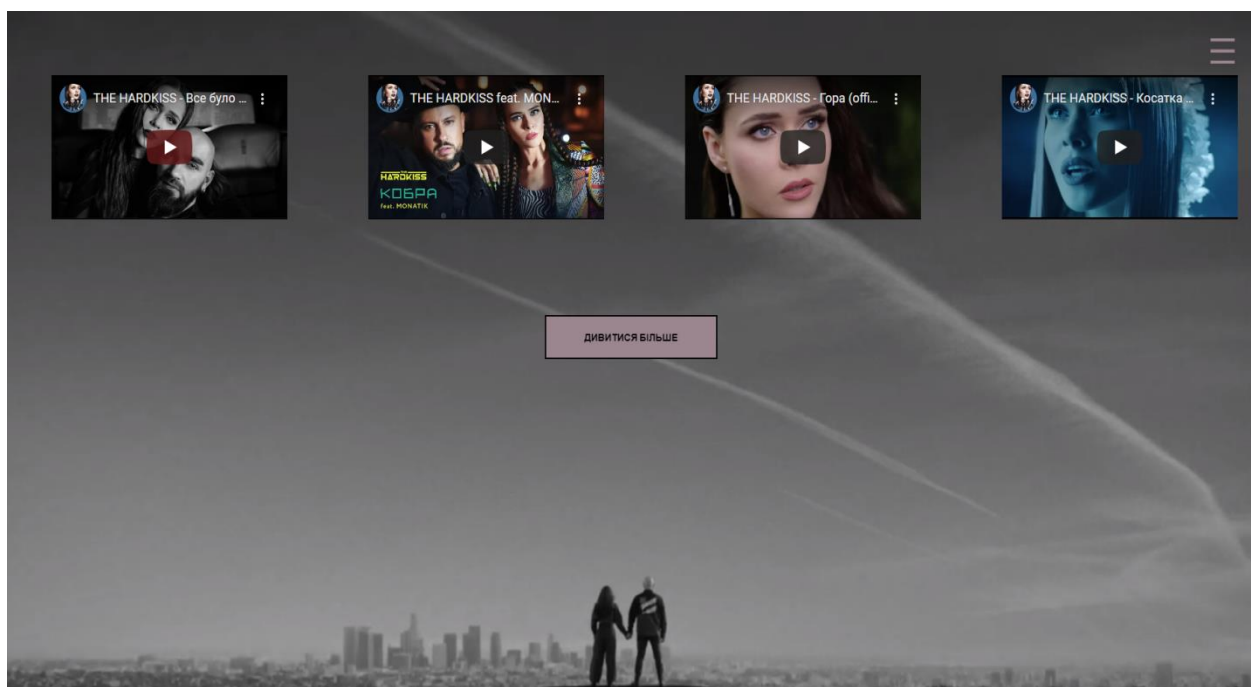 THE HARDKISS - Все було ...
THE HARDKISS feat. MON...
THE HARDKISS - Гора (offi...
THE HARDKISS - Косатка ...
HARDKISS
КОБРА
feat. MONATIK
ДИВИТИСЯ БІЛЬШЕ